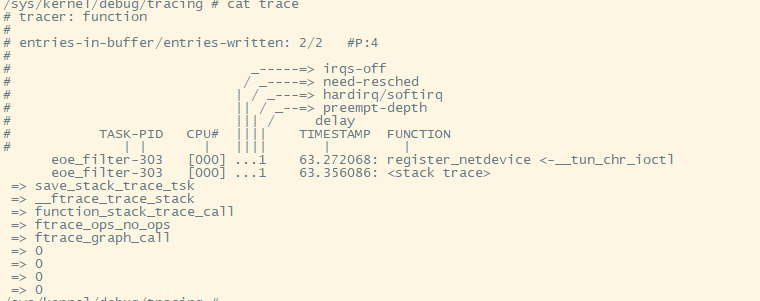 /sys/kernel/debug/tracing # cat trace
# tracer: function
#
# entries-in-buffer/entries-written: 2/2   #P:4
#
#                              _-----=> irqs-off
#                             / _----=> need-resched
#                            | / _---=> hardirq/softirq
#                            || / _--=> preempt-depth
#                            ||| /     delay
#           TASK-PID   CPU#  ||||    TIMESTAMP  FUNCTION
#              | |       |   ||||       |         |
      eoe_filter-303   [000] ...1    63.272068: register_netdevice <-__tun_chr_ioctl
      eoe_filter-303   [000] ...1    63.356086: <stack trace>
 => save_stack_trace_tsk
 => __ftrace_trace_stack
 => function_stack_trace_call
 => ftrace_ops_no_ops
 => ftrace_graph_call
 => 0
 => 0
 => 0
 => 0
/sys/kernel/debug/tracing #